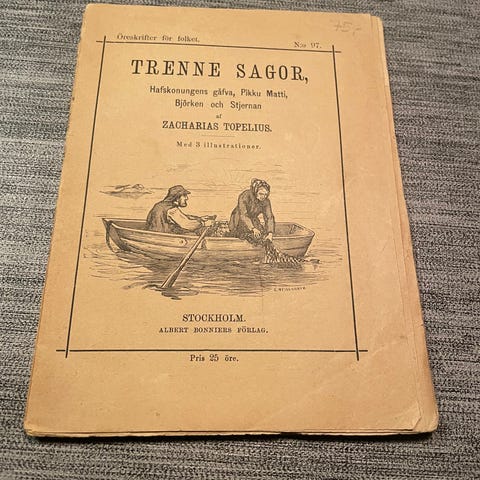 75,-
Öreskrifter för folket.
N:o 97.
TRENNE SAGOR,
Hafskonungens gåfva, Pikku Matti,
Björken och Stjernan
af
ZACHARIAS TOPELIUS.
Med 3 illustrationer.
STOCKHOLM.
ALBERT BONNIERS FÖRLAG.
Pris 25 öre.